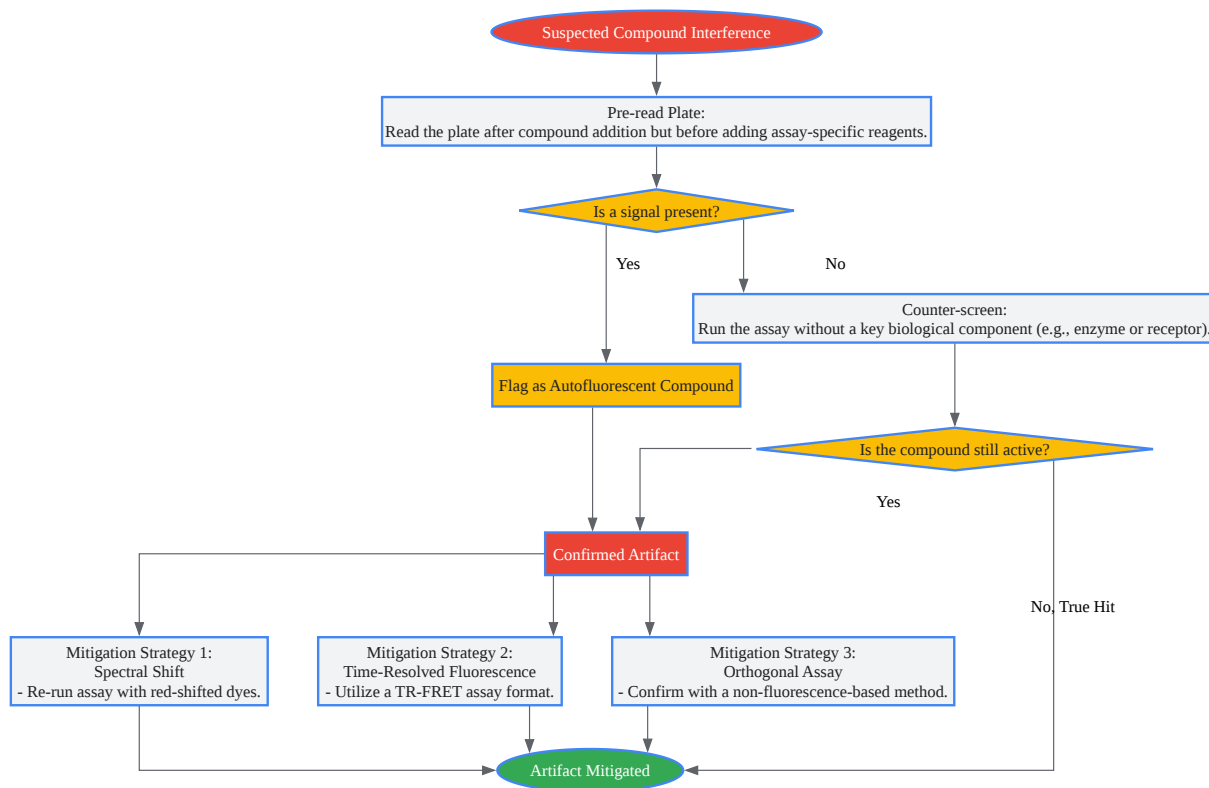 Suspected Compound Interference
Pre-read Plate:
Read the plate after compound addition but before adding assay-specific reagents.
Is a signal present?
Yes
No
Counter-screen:
Run the assay without a key biological component (e.g., enzyme or receptor).
Flag as Autofluorescent Compound
Is the compound still active?
Yes
Confirmed Artifact
No, True Hit
Mitigation Strategy 1:
Spectral Shift
- Re-run assay with red-shifted dyes.
Mitigation Strategy 2:
Time-Resolved Fluorescence
- Utilize a TR-FRET assay format.
Mitigation Strategy 3:
Orthogonal Assay
- Confirm with a non-fluorescence-based method.
Artifact Mitigated